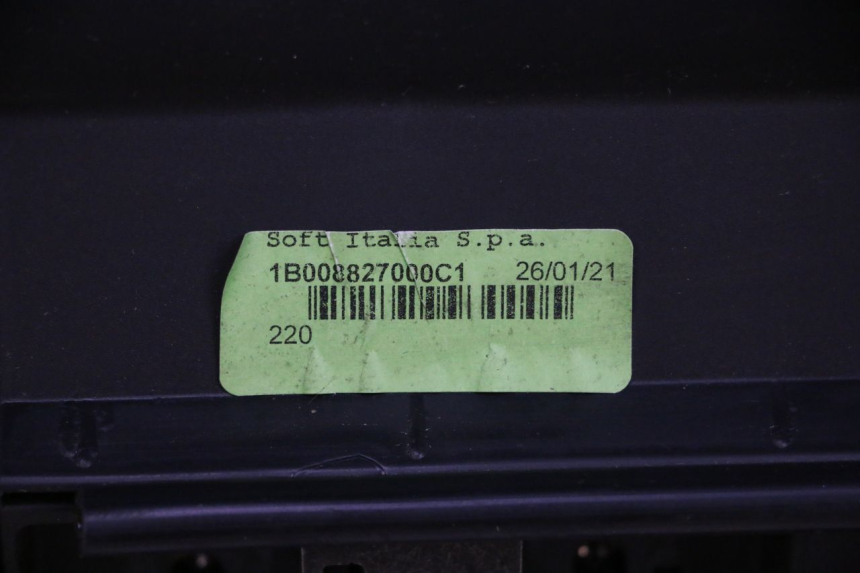 Soft Italia S.p.a.
1B008827000C1 26/01/21
220